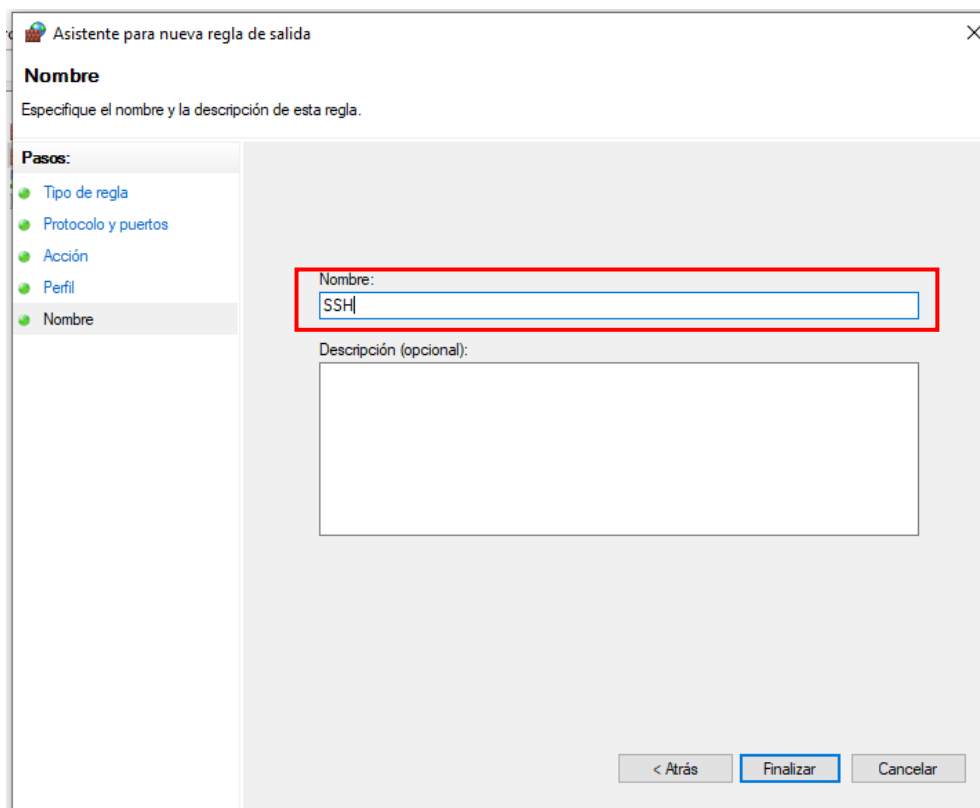 Asistente para nueva regla de salida
Nombre
Especifique el nombre y la descripción de esta regla.
Pasos:
Tipo de regla
Protocolo y puertos
Acción
Perfil
Nombre
Nombre:
SSH
Descripción (opcional):
< Atrás
Finalizar
Cancelar